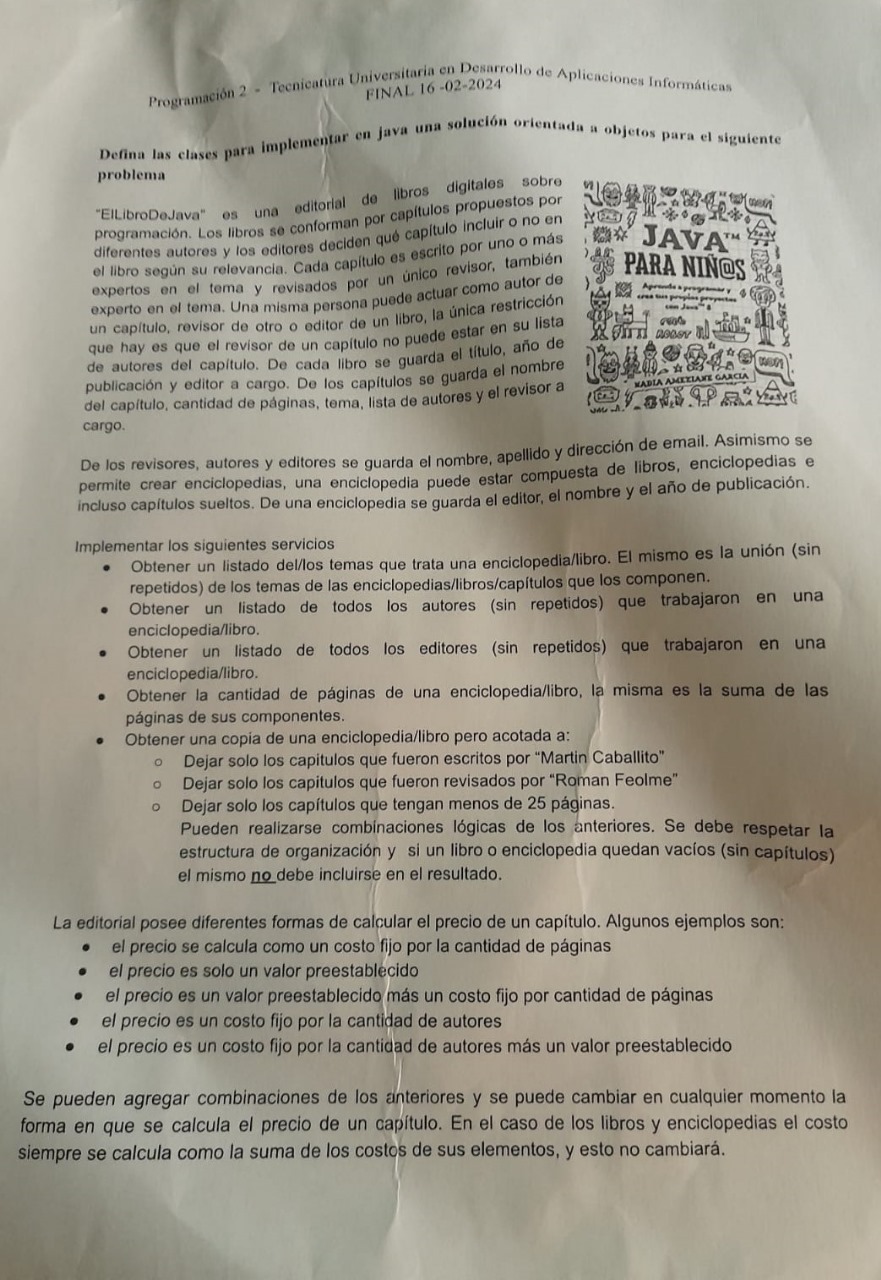 Programación 2 - Tecnicatura Universitaria en Desarrollo de Aplicaciones Informáticas
FINAL 16 -02-2024
Defina las clases para implementar en java una solución orientada a objetos para el siguiente
problema
"ElLibroDeJava" es una editorial de libros digitales sobre
programación. Los libros se conforman por capítulos propuestos por
diferentes autores y los editores deciden qué capítulo incluir o no en
el libro según su relevancia. Cada capítulo es escrito por uno o más
expertos en el tema y revisados por un único revisor, también
experto en el tema. Una misma persona puede actuar como autor de
un capítulo, revisor de otro o editor de un libro, la única restricción
que hay es que el revisor de un capítulo no puede estar en su lista
de autores del capítulo. De cada libro se guarda el título, año de
publicación y editor a cargo. De los capítulos se guarda el nombre
del capítulo, cantidad de páginas, tema, lista de autores y el revisor a
cargo.
JAVA™
PARA NIÑ@S
Aprende a programar y
crea tus propios proyectos
con Java™
NADIA AMEZIANE GARCIA
De los revisores, autores y editores se guarda el nombre, apellido y dirección de email. Asimismo se
permite crear enciclopedias, una enciclopedia puede estar compuesta de libros, enciclopedias e
incluso capítulos sueltos. De una enciclopedia se guarda el editor, el nombre y el año de publicación.
Implementar los siguientes servicios
• Obtener un listado del/los temas que trata una enciclopedia/libro. El mismo es la unión (sin
repetidos) de los temas de las enciclopedias/libros/capítulos que los componen.
• Obtener un listado de todos los autores (sin repetidos) que trabajaron en una
enciclopedia/libro.
• Obtener un listado de todos los editores (sin repetidos) que trabajaron en una
enciclopedia/libro.
• Obtener la cantidad de páginas de una enciclopedia/libro, la misma es la suma de las
páginas de sus componentes.
• Obtener una copia de una enciclopedia/libro pero acotada a:
○ Dejar solo los capitulos que fueron escritos por "Martin Caballito"
○ Dejar solo los capitulos que fueron revisados por "Roman Feolme"
○ Dejar solo los capítulos que tengan menos de 25 páginas.
Pueden realizarse combinaciones lógicas de los anteriores. Se debe respetar la
estructura de organización y si un libro o enciclopedia quedan vacíos (sin capítulos)
el mismo no debe incluirse en el resultado.
La editorial posee diferentes formas de calcular el precio de un capítulo. Algunos ejemplos son:
• el precio se calcula como un costo fijo por la cantidad de páginas
• el precio es solo un valor preestablecido
• el precio es un valor preestablecido más un costo fijo por cantidad de páginas
• el precio es un costo fijo por la cantidad de autores
• el precio es un costo fijo por la cantidad de autores más un valor preestablecido
Se pueden agregar combinaciones de los anteriores y se puede cambiar en cualquier momento la
forma en que se calcula el precio de un capítulo. En el caso de los libros y enciclopedias el costo
siempre se calcula como la suma de los costos de sus elementos, y esto no cambiará.